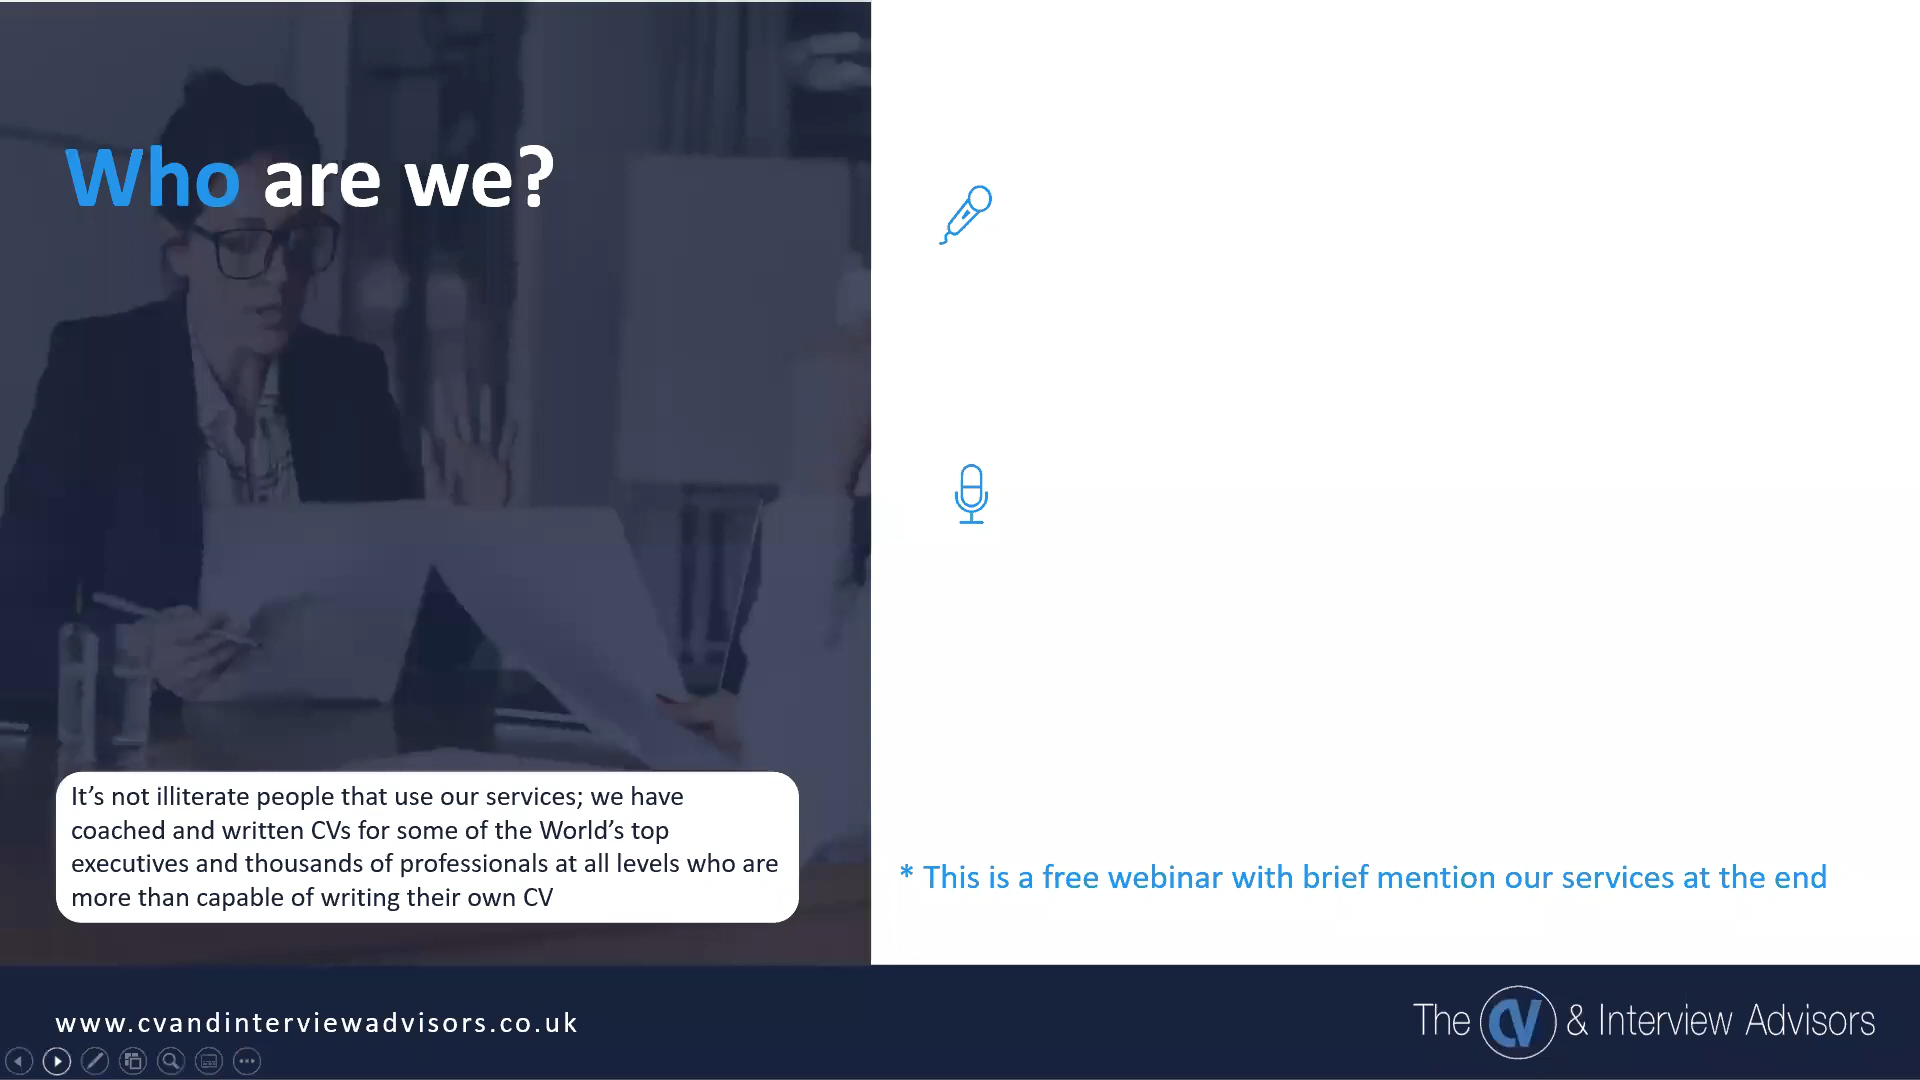 Who are we?
It’s not illiterate people that use our services; we have
coached and written CVs for some of the World’s top
executives and thousands of professionals at all levels who are
more than capable of writing their own CV
* This is a free webinar with brief mention our services at the end
www.cvandinterviewadvisors.co.uk
The CV & Interview Advisors